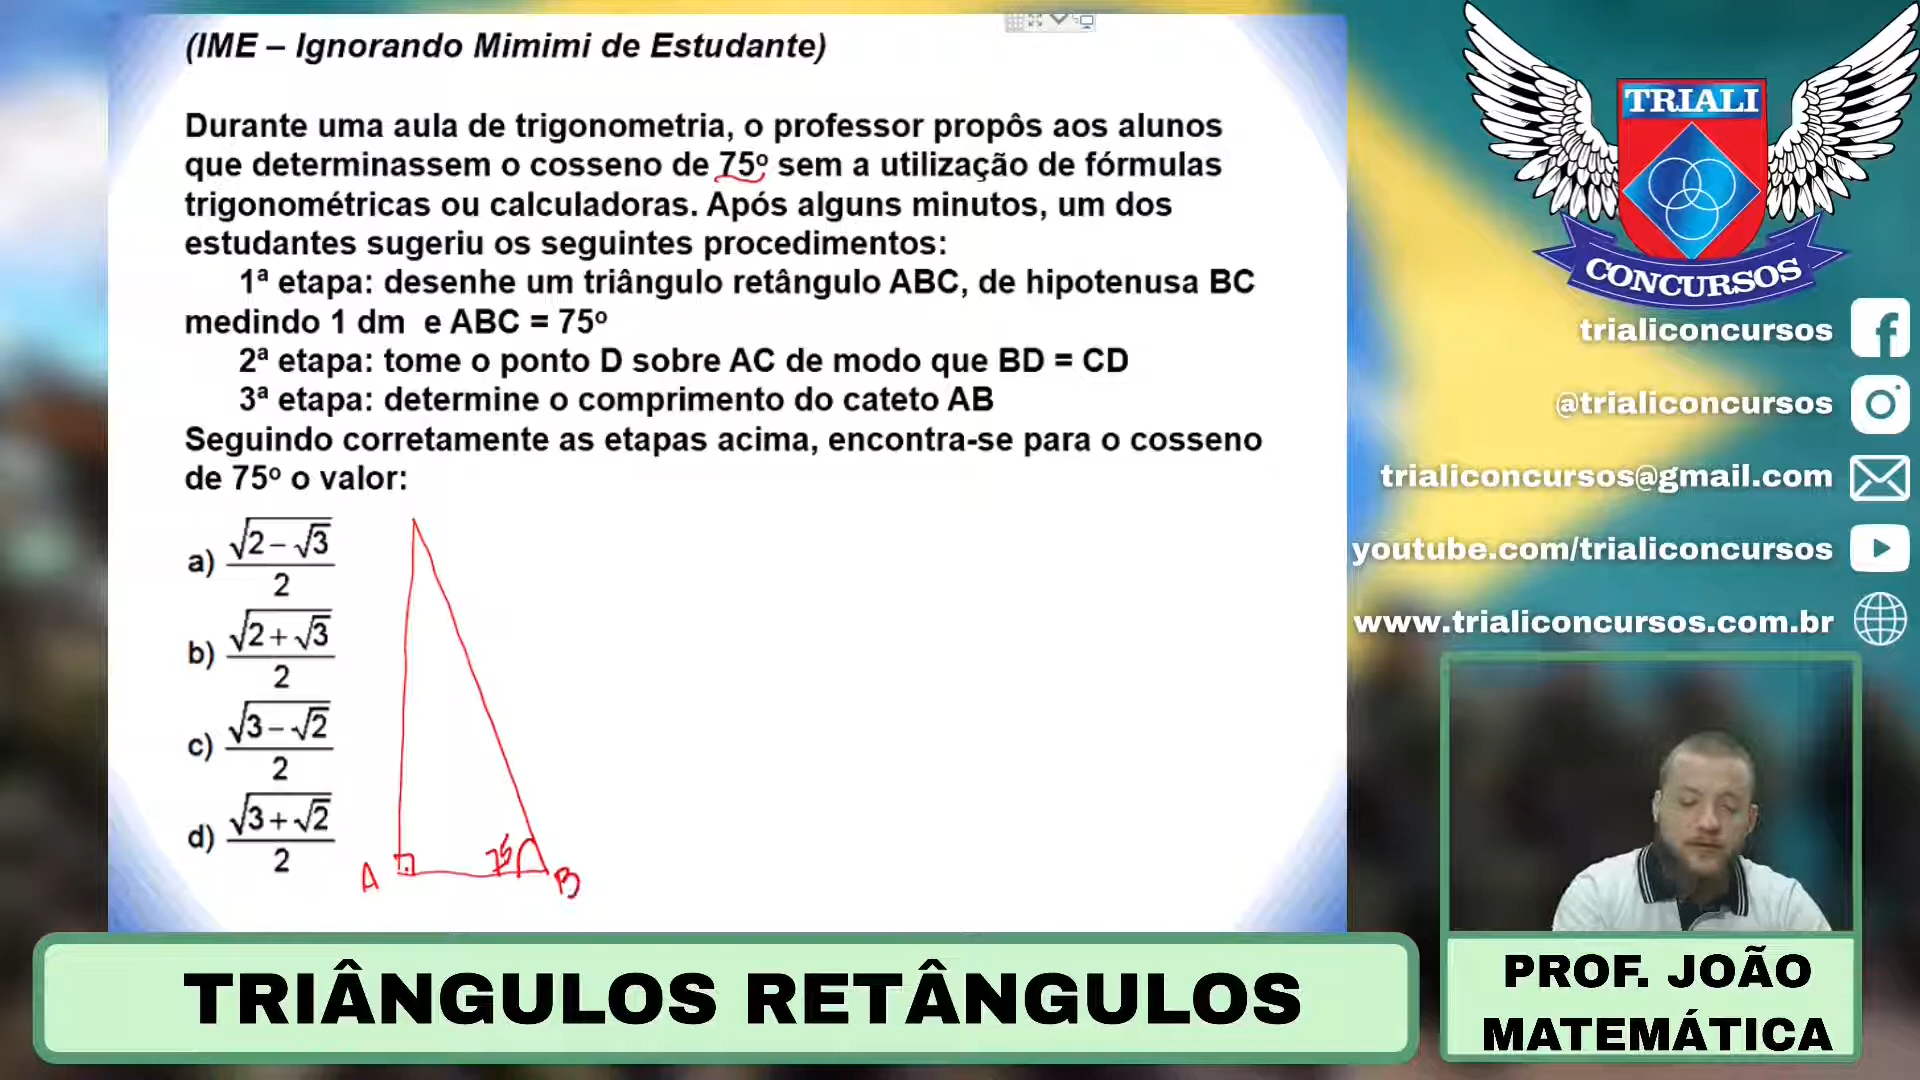 (IME – Ignorando Mimimi de Estudante)
Durante uma aula de trigonometria, o professor propôs aos alunos
que determinassem o cosseno de 75º sem a utilização de fórmulas
trigonométricas ou calculadoras. Após alguns minutos, um dos
estudantes sugeriu os seguintes procedimentos:
1ª etapa: desenhe um triângulo retângulo ABC, de hipotenusa BC
medindo 1 dm e ABC = 75º
2ª etapa: tome o ponto D sobre AC de modo que BD = CD
3ª etapa: determine o comprimento do cateto AB
Seguindo corretamente as etapas acima, encontra-se para o cosseno
de 75º o valor:
a) √(2 – √3) / 2
b) √(2 + √3) / 2
c) √(3 – √2) / 2
d) √(3 + √2) / 2
75
A
B
TRIALI
CONCURSOS
trialiconcursos
@trialiconcursos
trialiconcursos@gmail.com
youtube.com/trialiconcursos
www.trialiconcursos.com.br
TRIÂNGULOS RETÂNGULOS
PROF. JOÃO
MATEMÁTICA